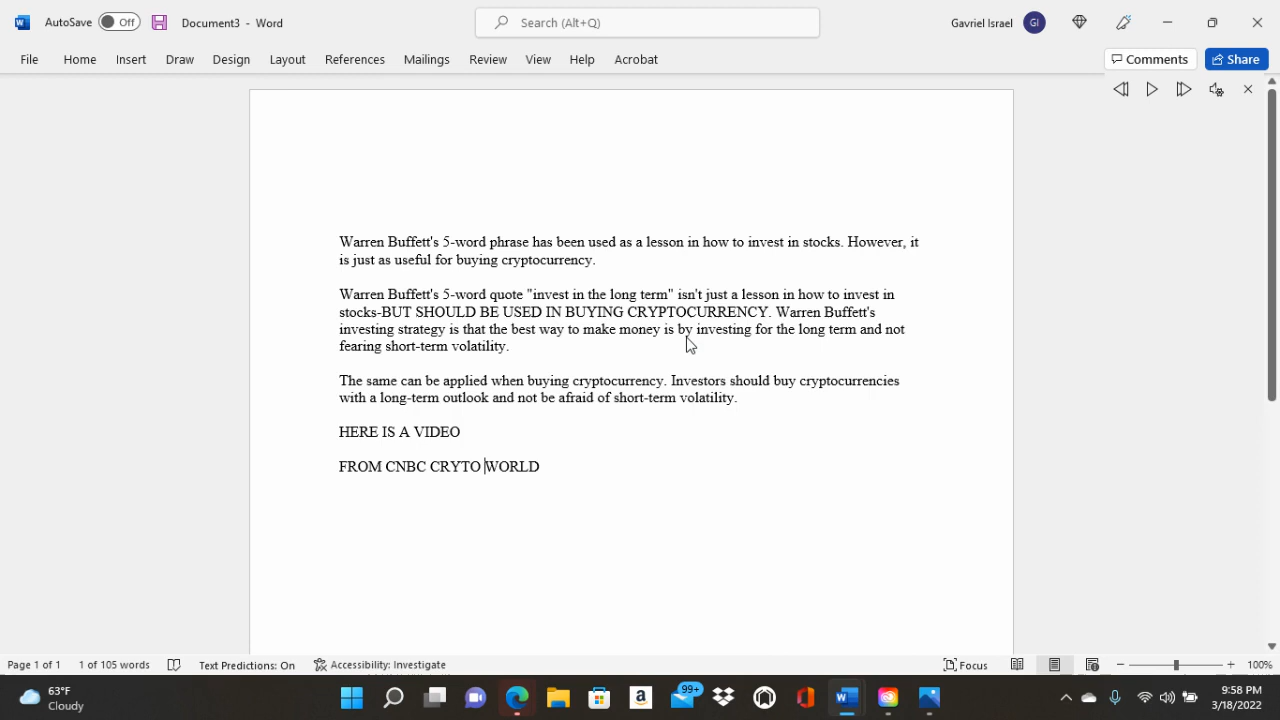 AutoSave Off Document3 - Word Search (Alt+Q) Gavriel Israel GI
File Home Insert Draw Design Layout References Mailings Review View Help Acrobat Comments Share
Warren Buffett's 5-word phrase has been used as a lesson in how to invest in stocks. However, it
is just as useful for buying cryptocurrency.
Warren Buffett's 5-word quote "invest in the long term" isn't just a lesson in how to invest in
stocks-BUT SHOULD BE USED IN BUYING CRYPTOCURRENCY. Warren Buffett's
investing strategy is that the best way to make money is by investing for the long term and not
fearing short-term volatility.
The same can be applied when buying cryptocurrency. Investors should buy cryptocurrencies
with a long-term outlook and not be afraid of short-term volatility.
HERE IS A VIDEO
FROM CNBC CRYTO WORLD
Page 1 of 1 1 of 105 words Text Predictions: On Accessibility: Investigate Focus 100%
63°F
Cloudy
99+
9:58 PM
3/18/2022